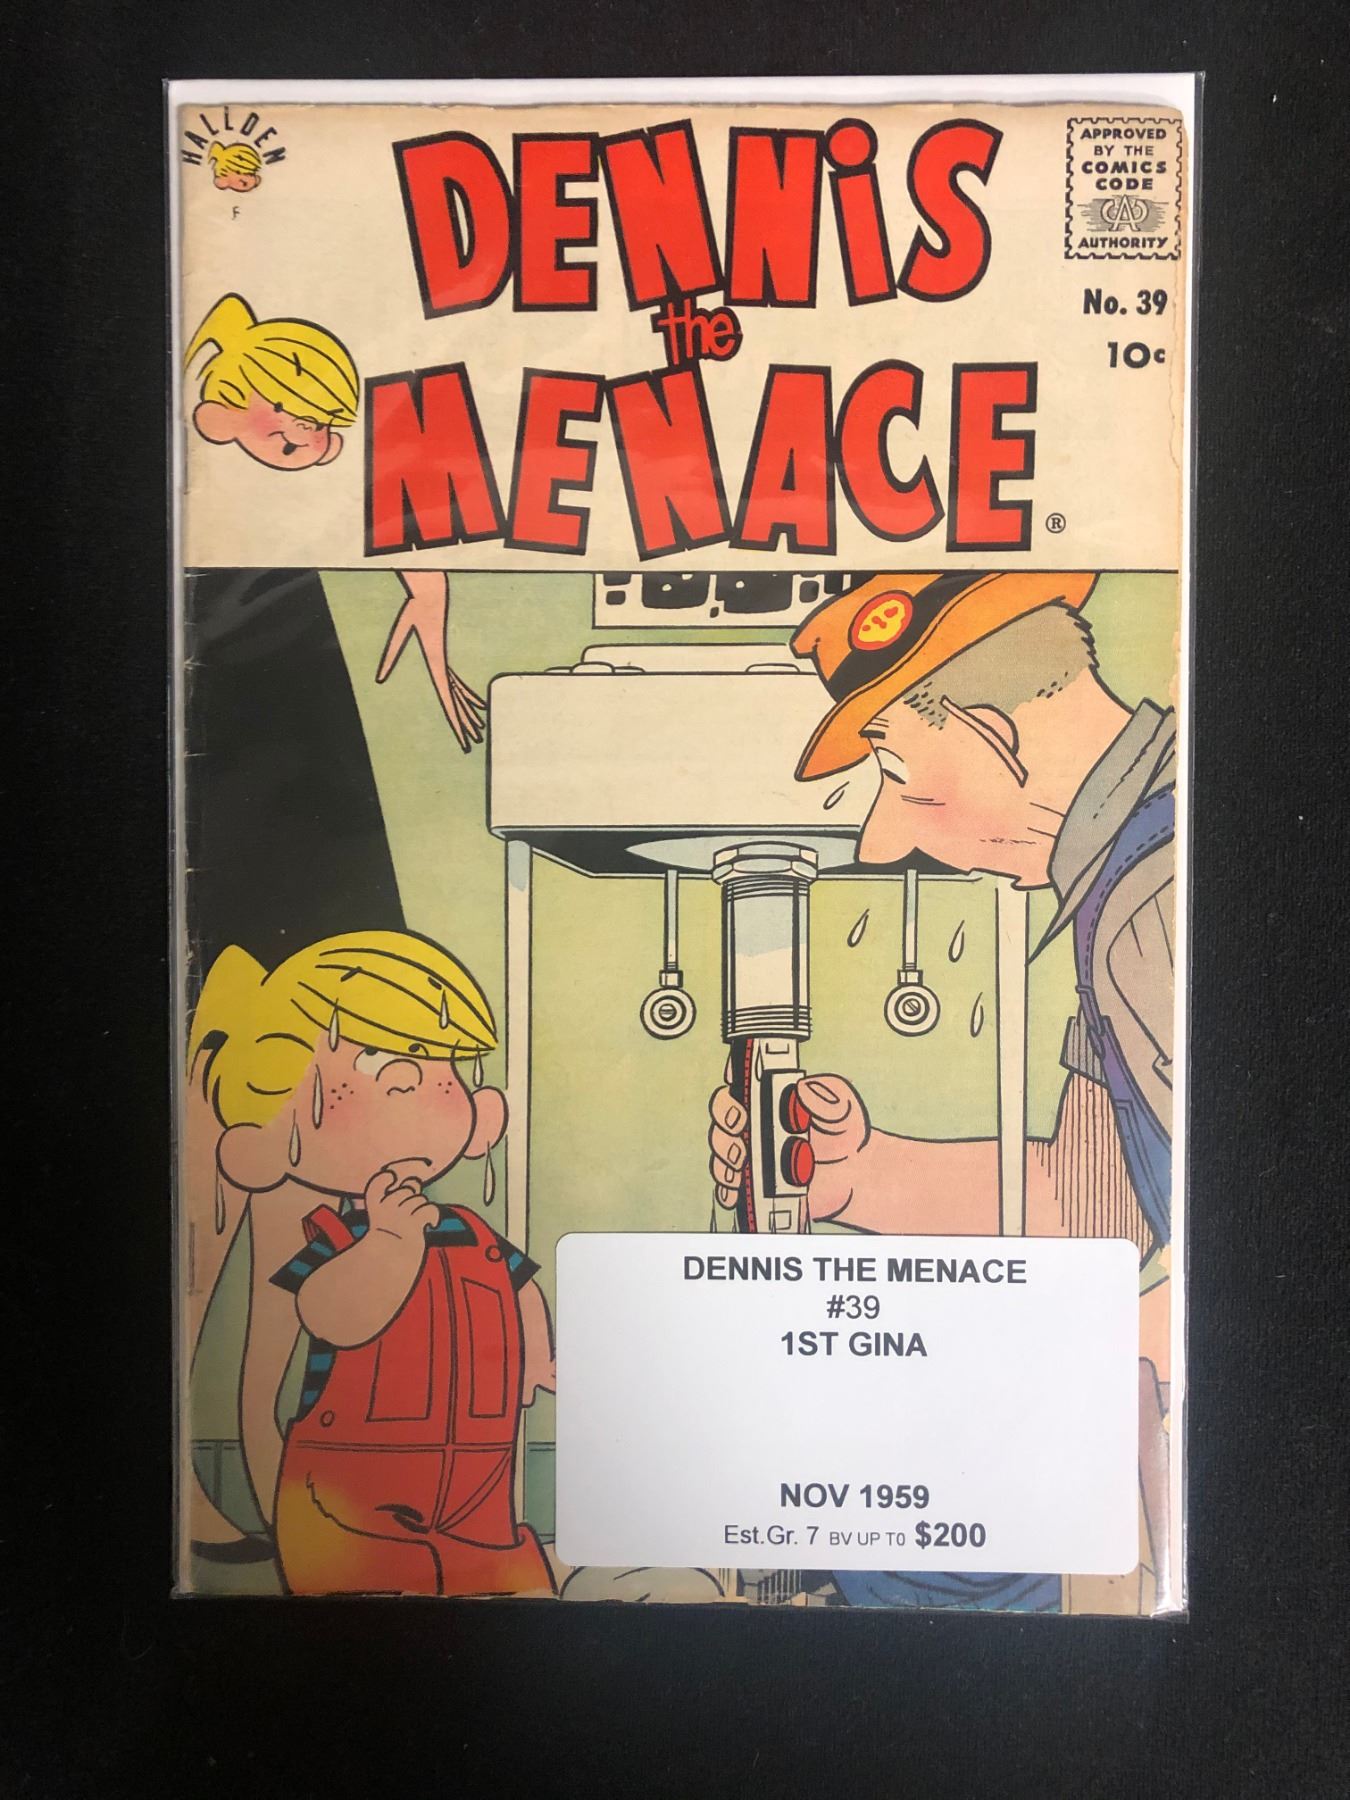 HALLDEN
F
DENNiS
the
MENACE®
APPROVED
BY THE
COMICS
CODE
CA
AUTHORITY
No. 39
10c
DENNIS THE MENACE
#39
1ST GINA
NOV 1959
Est.Gr. 7 BV UP TO $200